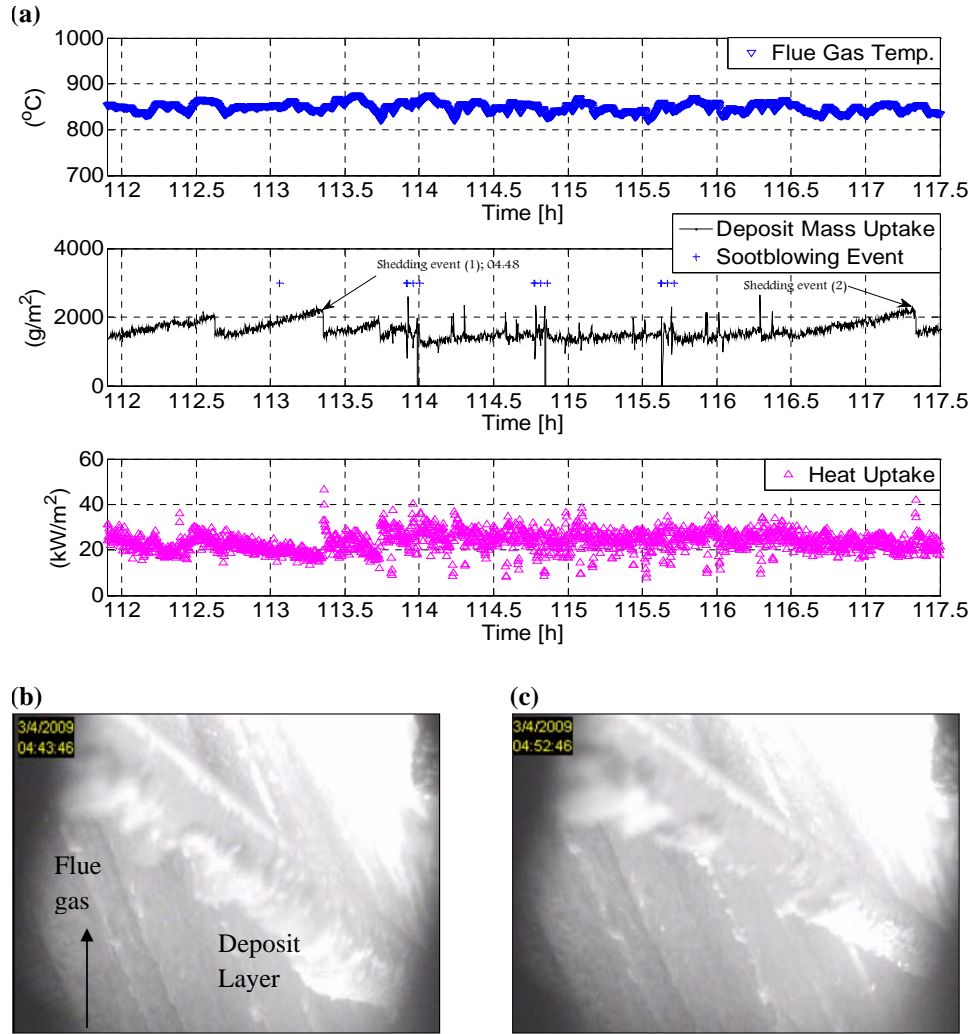 (a)
1000
900
800
700
(°C)
Flue Gas Temp.
112 112.5 113 113.5 114 114.5 115 115.5 116 116.5 117 117.5
Time [h]
4000
2000
0
(g/m²)
Deposit Mass Uptake
Sootblowing Event
Shedding event (1); 04.48
Shedding event (2)
112 112.5 113 113.5 114 114.5 115 115.5 116 116.5 117 117.5
Time [h]
60
40
20
0
(kW/m²)
Heat Uptake
112 112.5 113 113.5 114 114.5 115 115.5 116 116.5 117 117.5
Time [h]
(b)
3/4/2009
04:43:46
Flue
gas
Deposit
Layer
(c)
3/4/2009
04:52:46